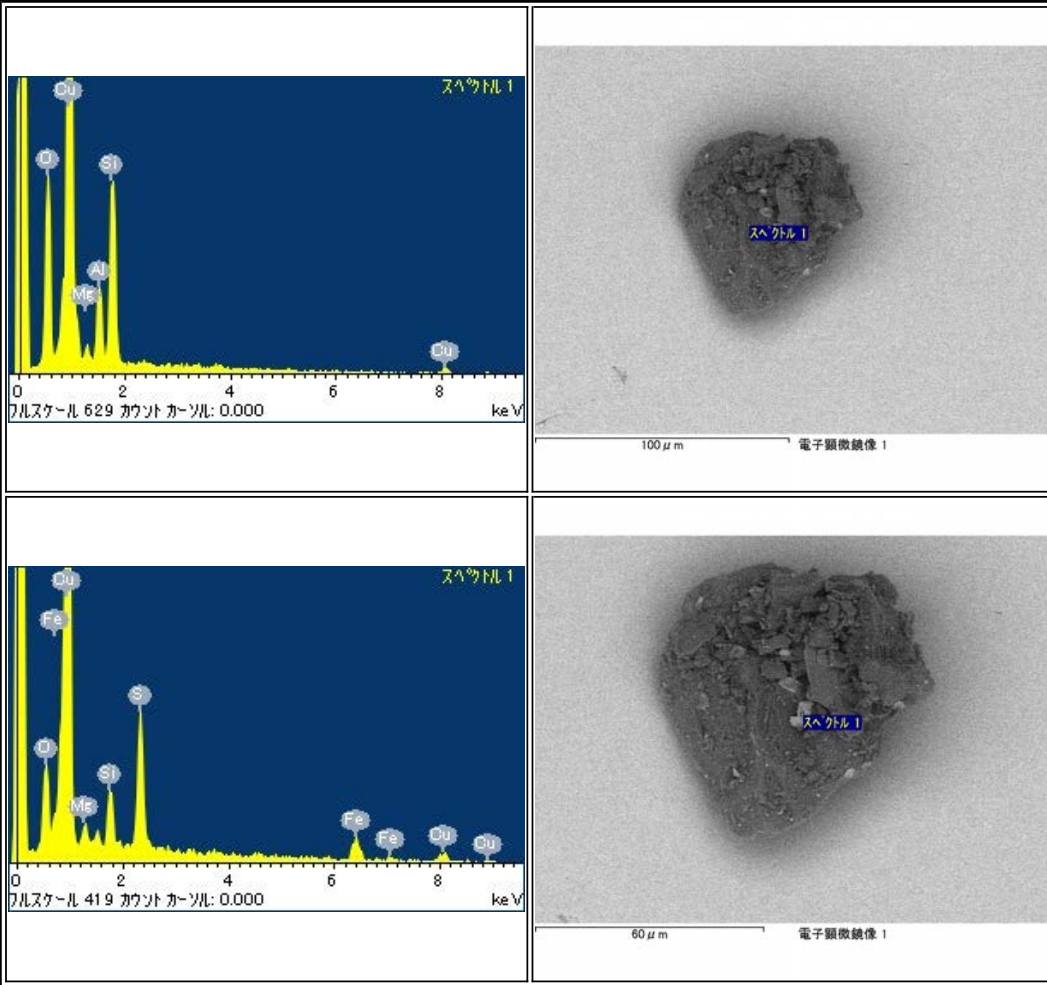 スペクトル 1
Cu
O
Si
Al
Mg
Cu
0 2 4 6 8
フルスケール 629 カウント カーソル: 0.000 keV
スペクトル 1
100μm 電子顕微鏡像 1
スペクトル 1
Cu
Fe
S
O
Si
Mg
Fe
Fe
Cu
Cu
0 2 4 6 8
フルスケール 419 カウント カーソル: 0.000 keV
スペクトル 1
60μm 電子顕微鏡像 1